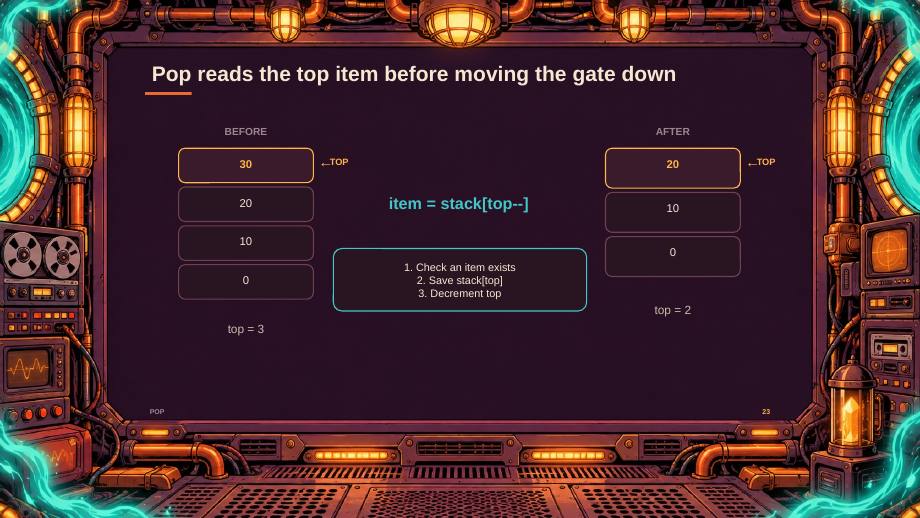 Pop reads the top item before moving the gate down
BEFORE
30
←TOP
20
10
0
top = 3
item = stack[top--]
1. Check an item exists
2. Save stack[top]
3. Decrement top
AFTER
20
←TOP
10
0
top = 2
POP
23